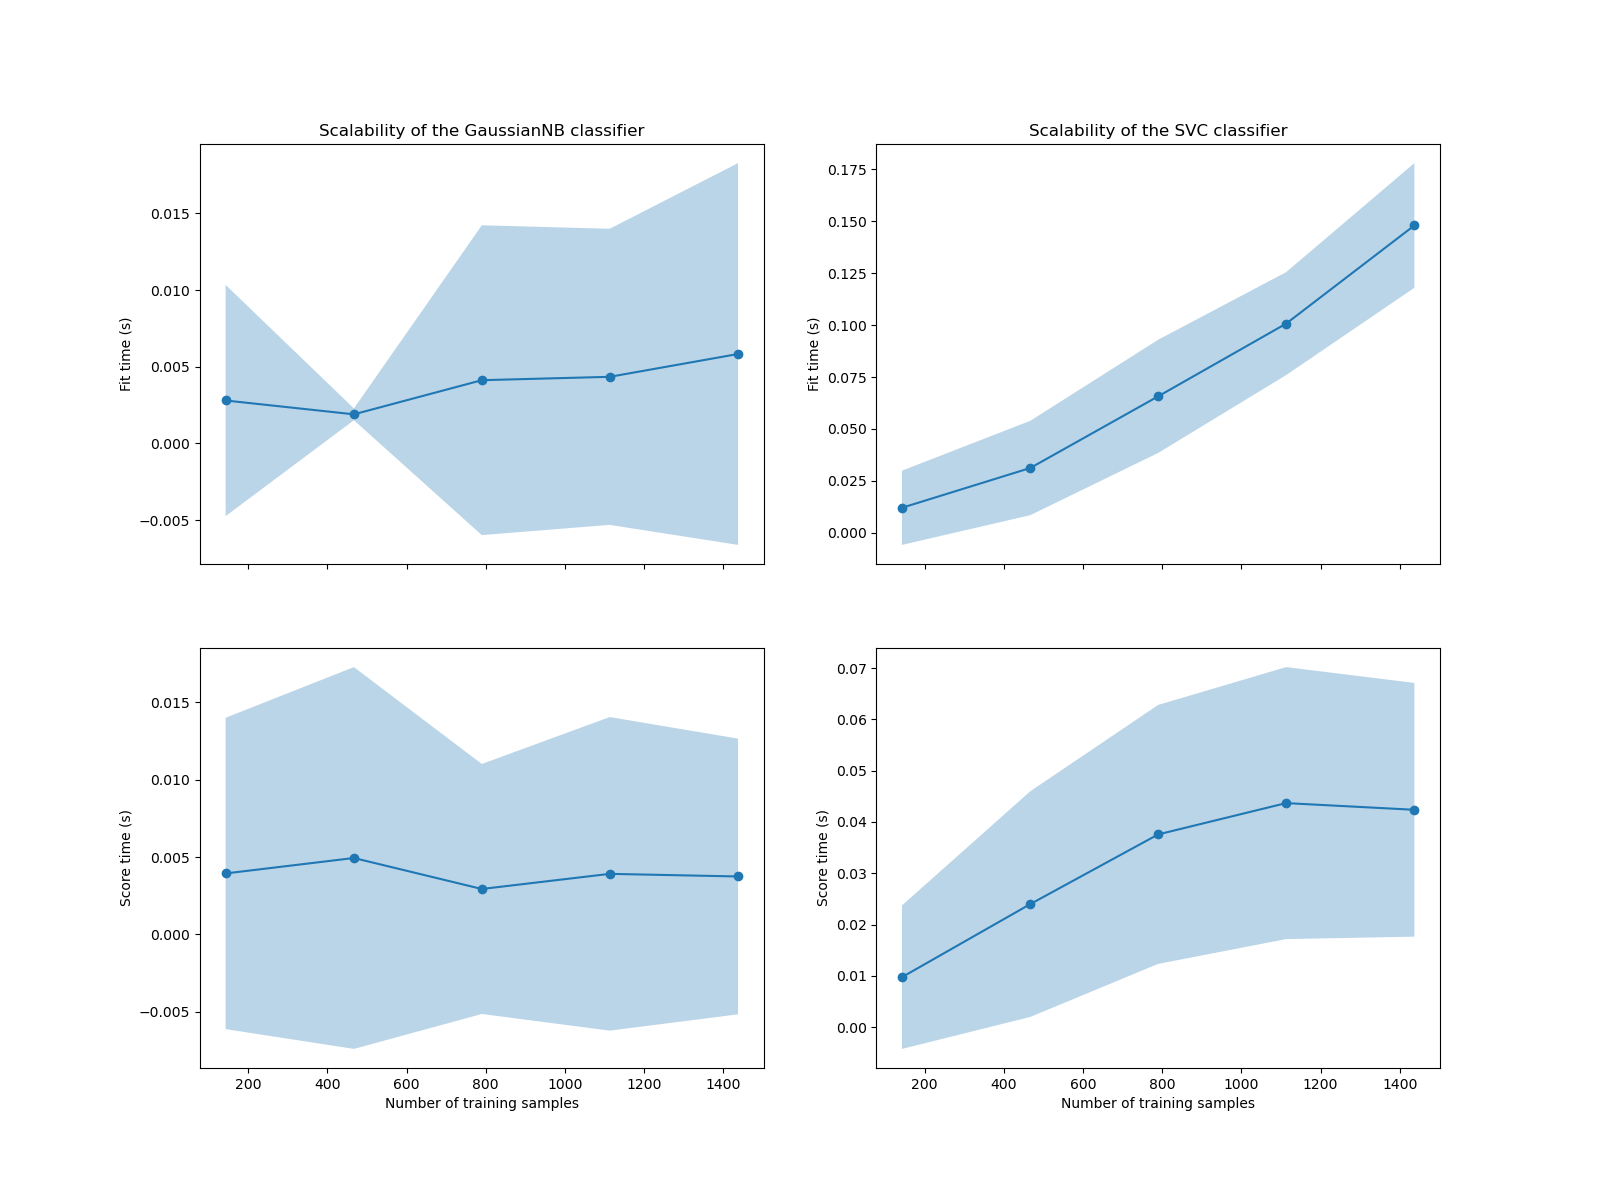 Scalability of the GaussianNB classifier
Scalability of the SVC classifier
0.015
0.010
0.005
0.000
−0.005
Fit time (s)
0.175
0.150
0.125
0.100
0.075
0.050
0.025
0.000
Fit time (s)
0.015
0.010
0.005
0.000
−0.005
Score time (s)
200 400 600 800 1000 1200 1400
Number of training samples
0.07
0.06
0.05
0.04
0.03
0.02
0.01
0.00
Score time (s)
200 400 600 800 1000 1200 1400
Number of training samples